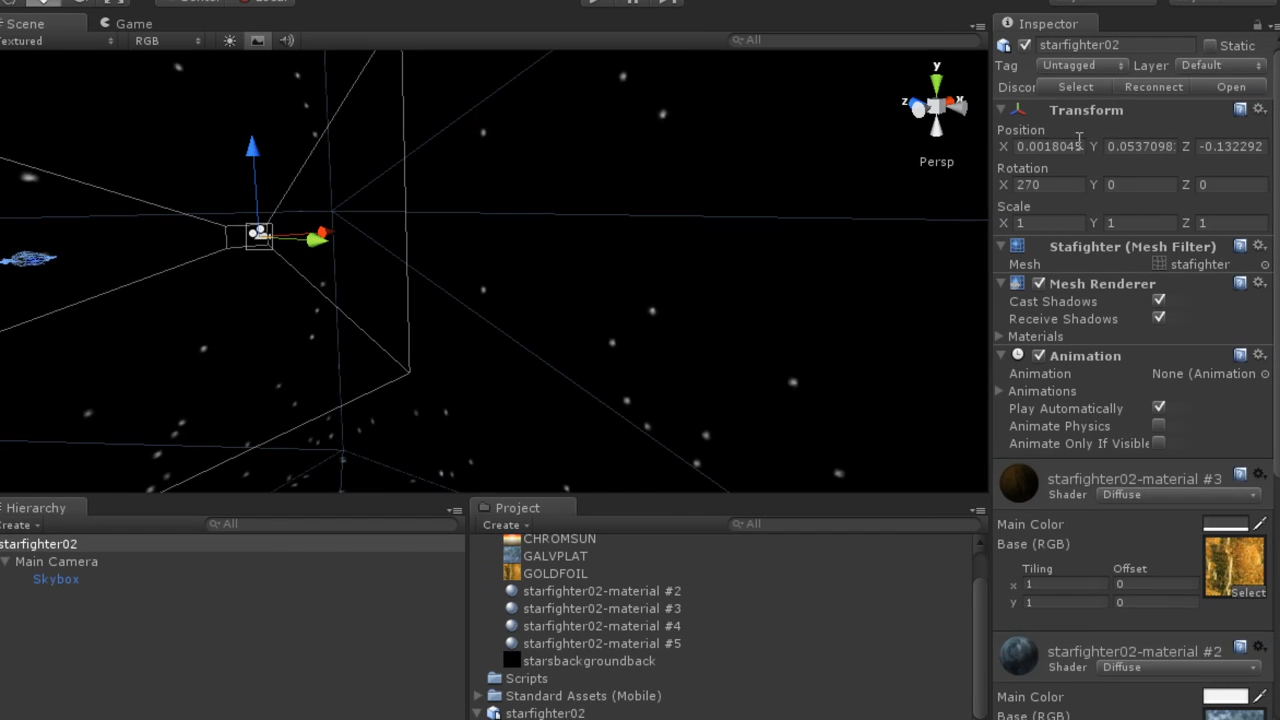 Scene
Game
Textured
RGB
All
y
z
x
Persp
Inspector
starfighter02
Static
Tag
Untagged
Layer
Default
Discon
Select
Reconnect
Open
Transform
Position
X 0.0018045 Y 0.0537098 Z -0.132292
Rotation
X 270 Y 0 Z 0
Scale
X 1 Y 1 Z 1
Stafighter (Mesh Filter)
Mesh
stafighter
Mesh Renderer
Cast Shadows
Receive Shadows
Materials
Animation
Animation
None (Animation
Animations
Play Automatically
Animate Physics
Animate Only If Visible
starfighter02-material #3
Shader
Diffuse
Main Color
Base (RGB)
Tiling Offset
x 1 0
y 1 0
Select
starfighter02-material #2
Shader
Diffuse
Main Color
Base (RGB)
Hierarchy
Create
All
starfighter02
Main Camera
Skybox
Project
Create
All
CHROMSUN
GALVPLAT
GOLDFOIL
starfighter02-material #2
starfighter02-material #3
starfighter02-material #4
starfighter02-material #5
starsbackgroundback
Scripts
Standard Assets (Mobile)
starfighter02